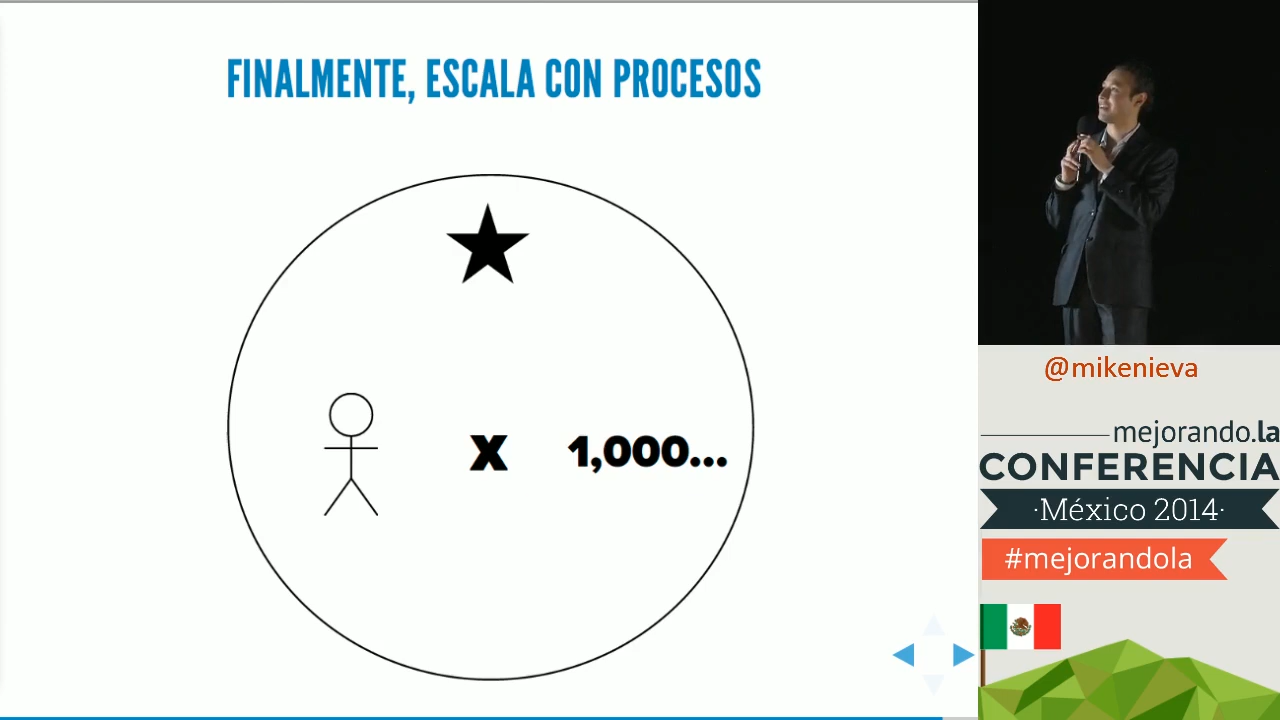 FINALMENTE, ESCALA CON PROCESOS
X 1,000...
@mikenieva
mejorando.la
CONFERENCIA
·México 2014·
#mejorandola